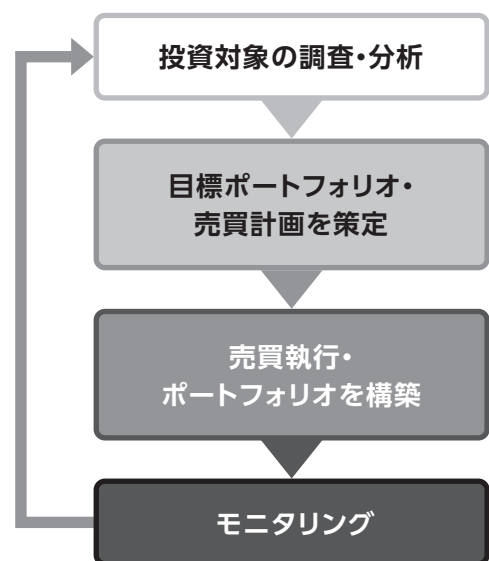 投資対象の調査・分析
目標ポートフォリオ・
売買計画を策定
売買執行・
ポートフォリオを構築
モニタリング